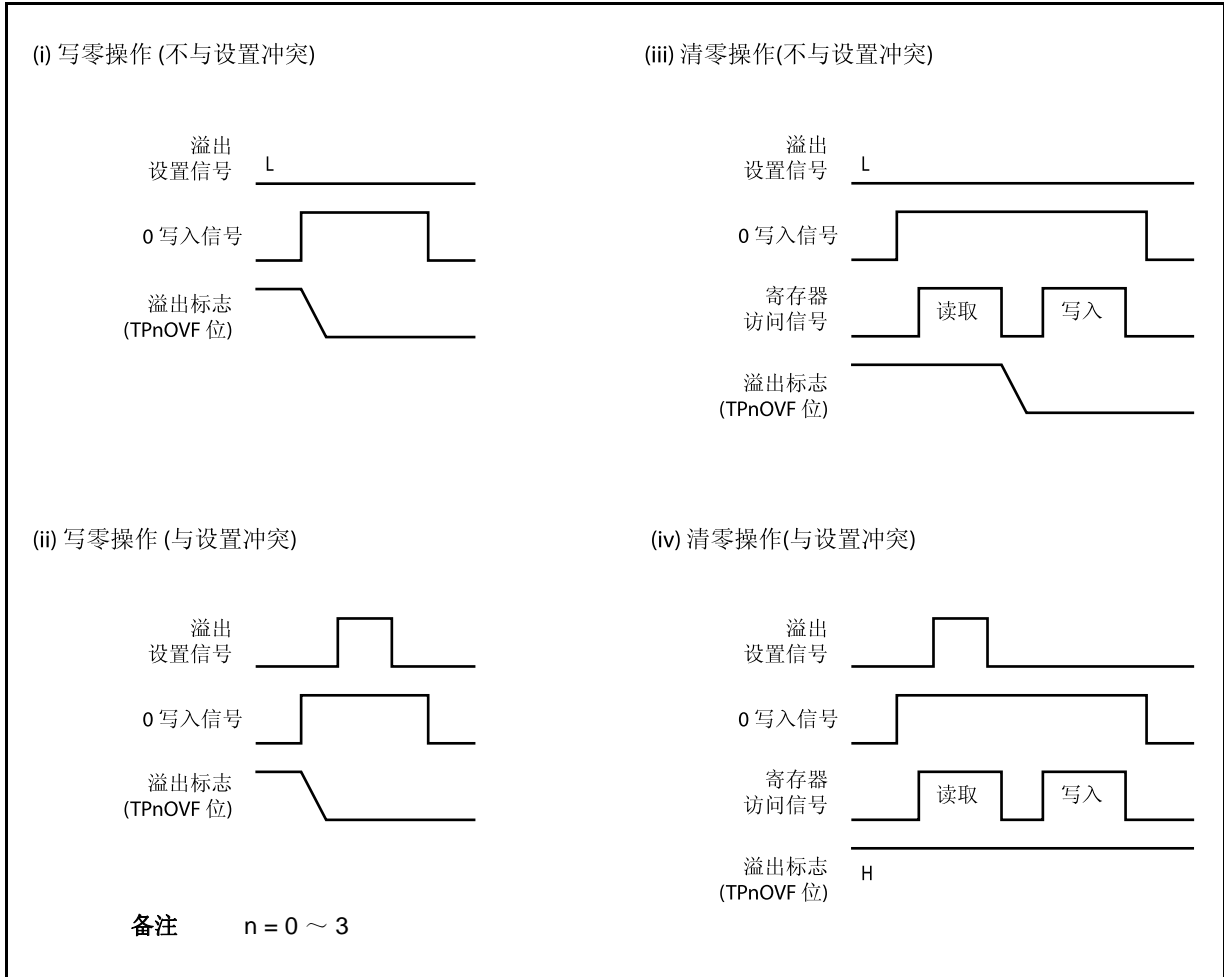 (i) 写零操作 (不与设置冲突)
溢出
设置信号
L
0 写入信号
溢出标志
(TPnOVF 位)
(iii) 清零操作(不与设置冲突)
溢出
设置信号
L
0 写入信号
寄存器
访问信号
读取
写入
溢出标志
(TPnOVF 位)
(ii) 写零操作 (与设置冲突)
溢出
设置信号
0 写入信号
溢出标志
(TPnOVF 位)
(iv) 清零操作(与设置冲突)
溢出
设置信号
0 写入信号
寄存器
访问信号
读取
写入
溢出标志
(TPnOVF 位)
H
备注 n = 0 ～ 3